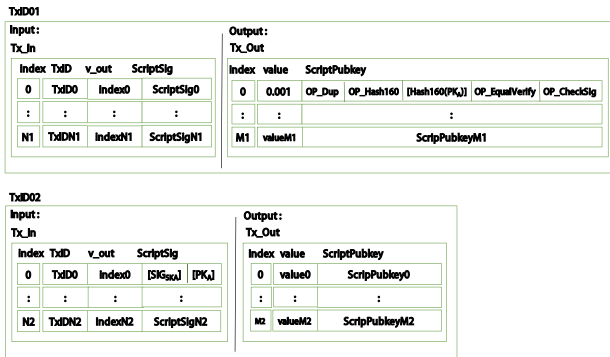 TxID01
Input:
Tx_In
Index TxID v_out ScriptSig
0 TxID0 Index0 ScriptSig0
: : : :
N1 TxIDN1 IndexN1 ScriptSigN1
Output:
Tx_Out
Index value ScriptPubkey
0 0.001 OP_Dup OP_Hash160 [Hash160(PKA)] OP_EqualVerify OP_CheckSig
: : :
M1 valueM1 ScripPubkeyM1
TxID02
Input:
Tx_In
Index TxID v_out ScriptSig
0 TxID0 Index0 [SIGSKA] [PKA]
: : : :
N2 TxIDN2 IndexN2 ScriptSigN2
Output:
Tx_Out
Index value ScriptPubkey
0 value0 ScripPubkey0
: : :
M2 valueM2 ScripPubkeyM2